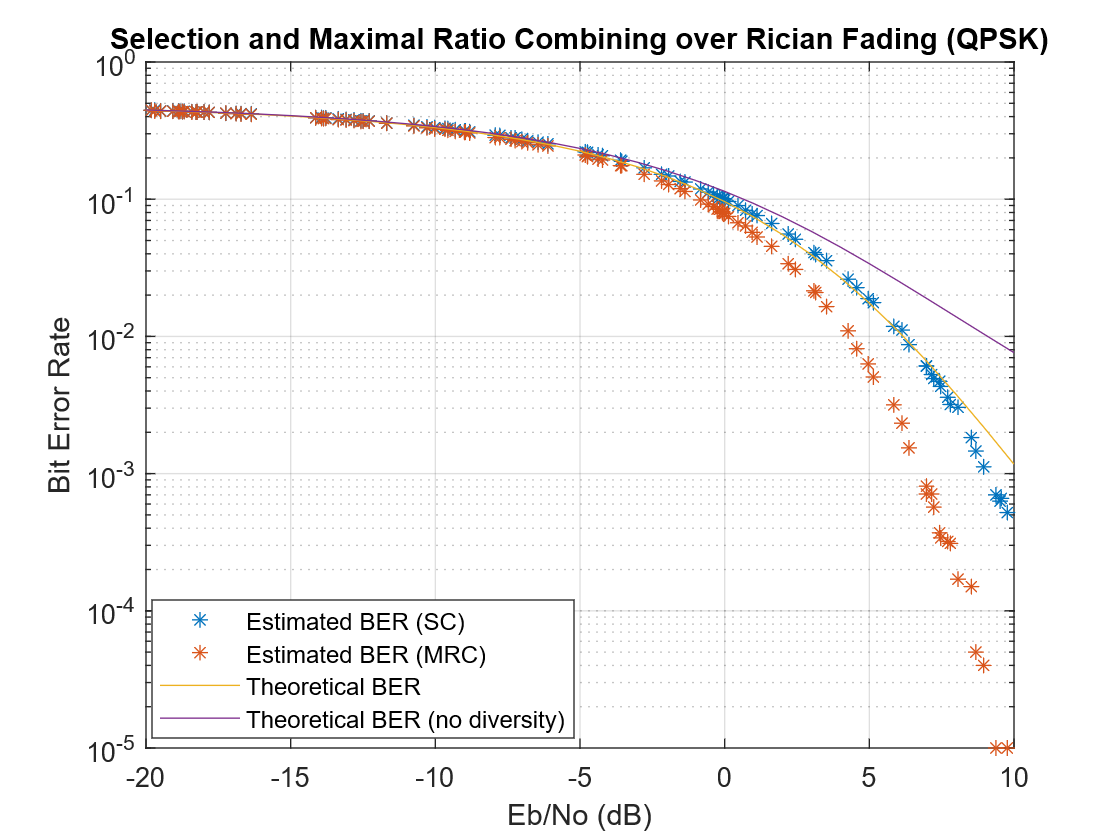 Selection and Maximal Ratio Combining over Rician Fading (QPSK)
10^0
10^-1
10^-2
10^-3
10^-4
10^-5
Bit Error Rate
Estimated BER (SC)
Estimated BER (MRC)
Theoretical BER
Theoretical BER (no diversity)
-20 -15 -10 -5 0 5 10
Eb/No (dB)